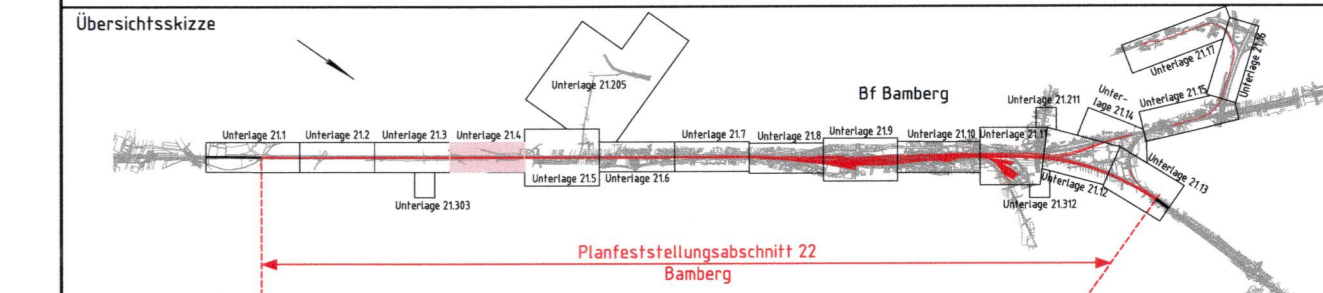 Übersichtsskizze
Unterlage 21.205
Bf Bamberg
Unterlage 21.17
Unterlage 21.16
Unterlage 21.211
Unter-
lage 21.14
Unterlage 21.15
Unterlage 21.1
Unterlage 21.2
Unterlage 21.3
Unterlage 21.4
Unterlage 21.7
Unterlage 21.8
Unterlage 21.9
Unterlage 21.10
Unterlage 21.11
Unterlage 21.5
Unterlage 21.6
Unterlage 21.12
Unterlage 21.13
Unterlage 21.303
Unterlage 21.312
Planfeststellungsabschnitt 22
Bamberg